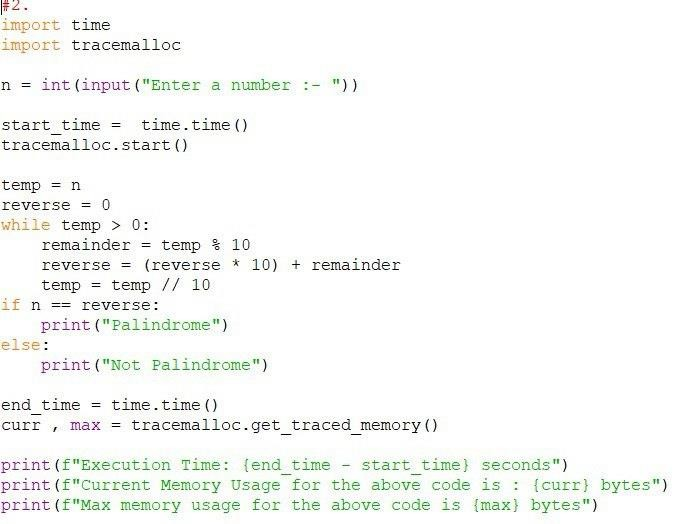 #2.
import time
import tracemalloc

n = int(input("Enter a number :- "))

start_time =  time.time()
tracemalloc.start()

temp = n
reverse = 0
while temp > 0:
    remainder = temp % 10
    reverse = (reverse * 10) + remainder
    temp = temp // 10
if n == reverse:
    print("Palindrome")
else:
    print("Not Palindrome")

end_time = time.time()
curr , max = tracemalloc.get_traced_memory()

print(f"Execution Time: {end_time - start_time} seconds")
print(f"Current Memory Usage for the above code is : {curr} bytes")
print(f"Max memory usage for the above code is {max} bytes")